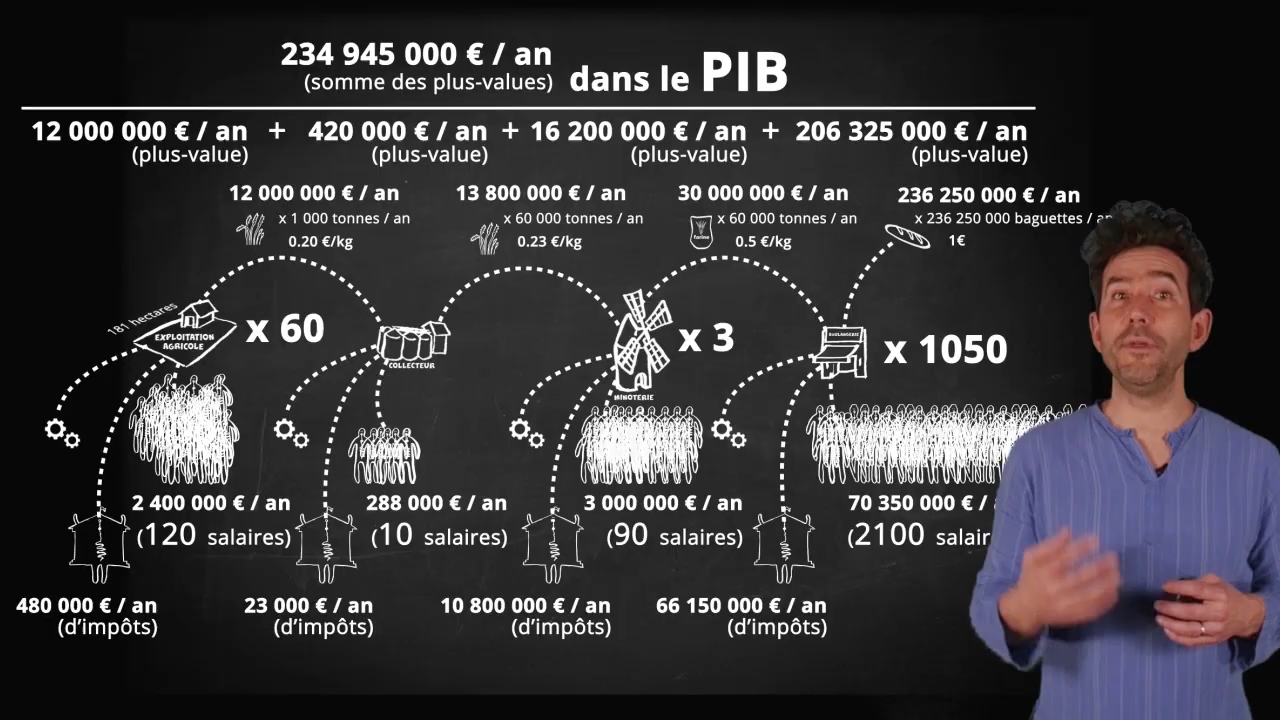 234 945 000 € / an
(somme des plus-values)
dans le PIB
12 000 000 € / an + 420 000 € / an + 16 200 000 € / an + 206 325 000 € / an
(plus-value) (plus-value) (plus-value) (plus-value)
12 000 000 € / an
x 1 000 tonnes / an
0.20 €/kg
13 800 000 € / an
x 60 000 tonnes / an
0.23 €/kg
30 000 000 € / an
farine
x 60 000 tonnes / an
0.5 €/kg
236 250 000 € / an
x 236 250 000 baguettes / an
1€
181 hectares
EXPLOITATION
AGRICOLE
x 60
COLLECTEUR
MINOTERIE
x 3
BOULANGERIE
x 1050
2 400 000 € / an
(120 salaires)
288 000 € / an
(10 salaires)
3 000 000 € / an
(90 salaires)
70 350 000 € /
(2100 salair
480 000 € / an
(d'impôts)
23 000 € / an
(d'impôts)
10 800 000 € / an
(d'impôts)
66 150 000 € / an
(d'impôts)